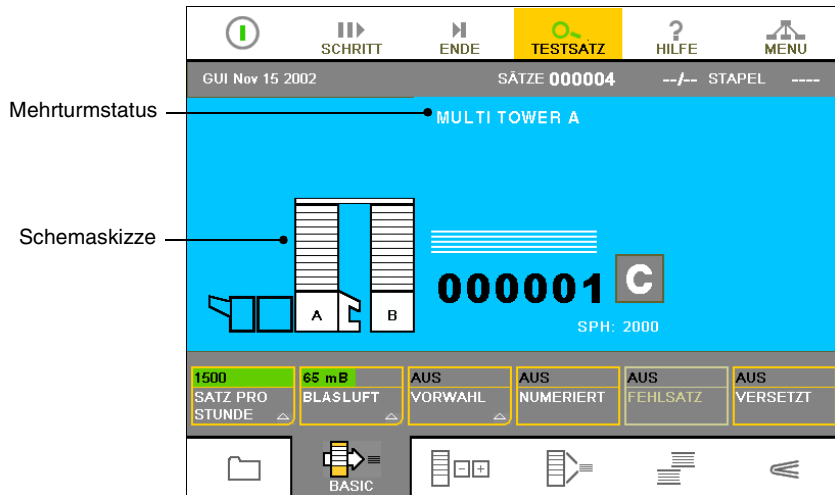 SCHRITT
ENDE
TESTSATZ
?
HILFE
MENU
GUI Nov 15 2002
SÄTZE 000004
--/-- STAPEL ----
Mehrturmstatus
MULTI TOWER A
Schemaskizze
000001 C
A
B
SPH: 2000
1500
SATZ PRO
STUNDE
65 mB
BLASLUFT
AUS
VORWAHL
AUS
NUMERIERT
AUS
FEHLSATZ
AUS
VERSETZT
BASIC